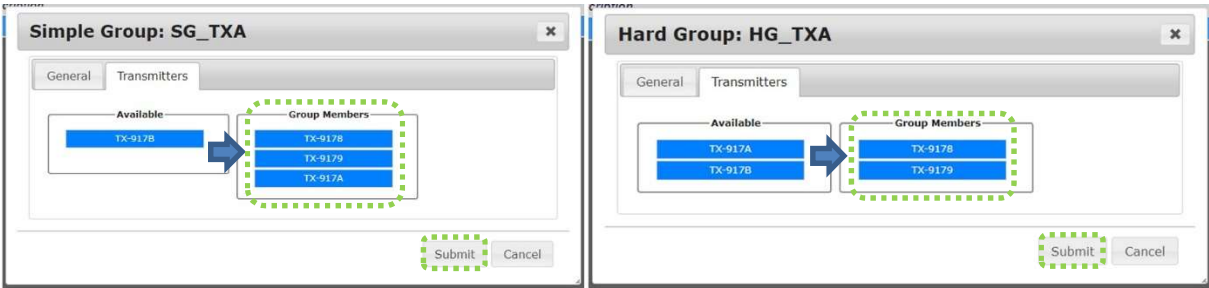 Simple Group: SG_TXA
General Transmitters
Available
TX-917B
Group Members
TX-9178
TX-9179
TX-917A
Submit Cancel
Hard Group: HG_TXA
General Transmitters
Available
TX-917A
TX-917B
Group Members
TX-9178
TX-9179
Submit Cancel